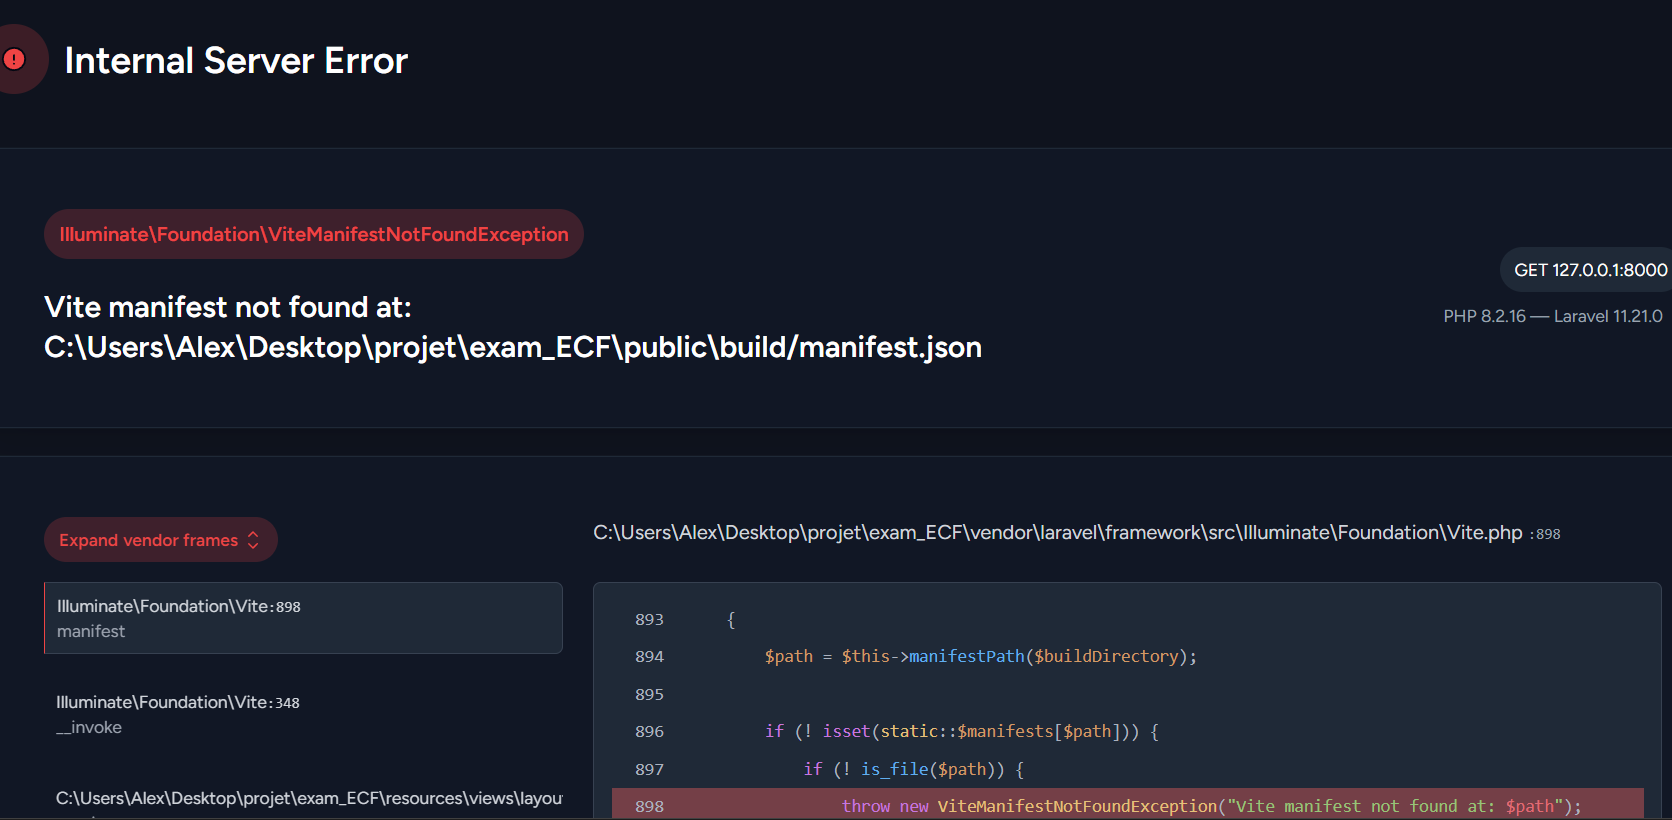 Internal Server Error
Illuminate\Foundation\ViteManifestNotFoundException
GET 127.0.0.1:8000
Vite manifest not found at:
PHP 8.2.16 — Laravel 11.21.0
C:\Users\Alex\Desktop\projet\exam_ECF\public\build/manifest.json
Expand vendor frames
C:\Users\Alex\Desktop\projet\exam_ECF\vendor\laravel\framework\src\Illuminate\Foundation\Vite.php :898
Illuminate\Foundation\Vite:898
manifest
Illuminate\Foundation\Vite:348
__invoke
C:\Users\Alex\Desktop\projet\exam_ECF\resources\views\layou
893 {
894 $path = $this->manifestPath($buildDirectory);
895
896 if (! isset(static::$manifests[$path])) {
897 if (! is_file($path)) {
898 throw new ViteManifestNotFoundException("Vite manifest not found at: $path");